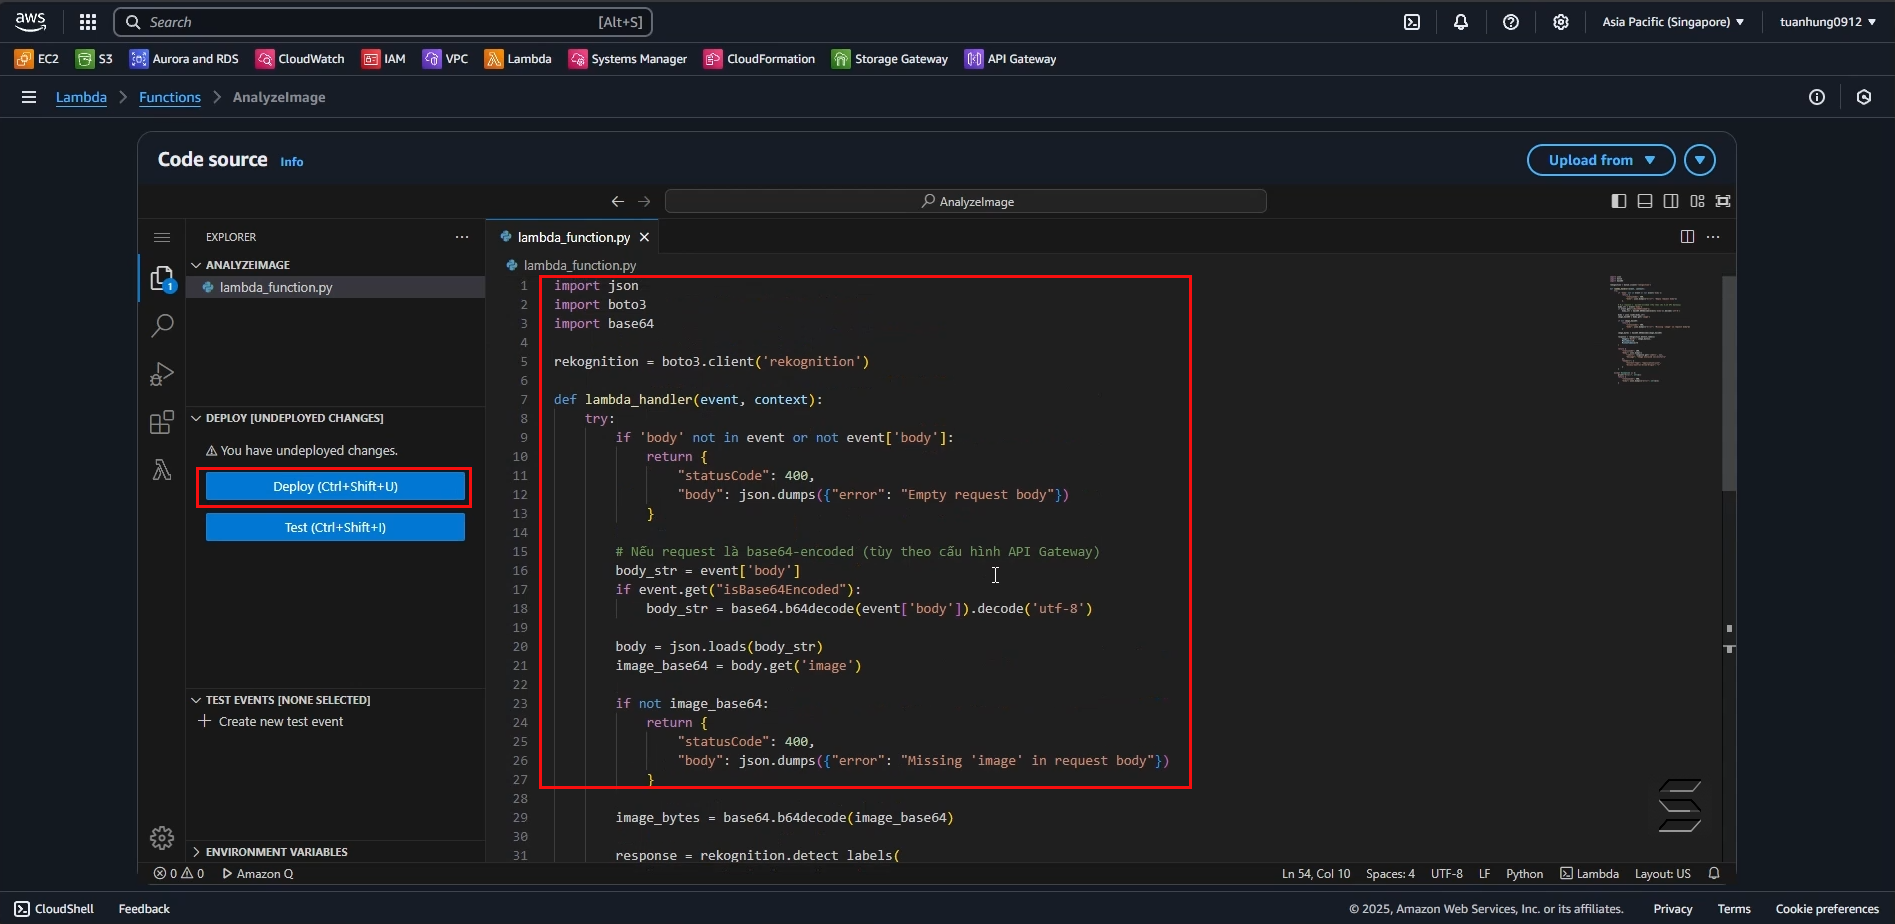 aws
Search [Alt+S]
Asia Pacific (Singapore) ▼
tuanhung0912 ▼
EC2 S3 Aurora and RDS CloudWatch IAM VPC Lambda Systems Manager CloudFormation Storage Gateway API Gateway
Lambda > Functions > AnalyzeImage
Code source Info
Upload from ▼
AnalyzeImage
EXPLORER
lambda_function.py
ANALYZEIMAGE
lambda_function.py
1
DEPLOY [UNDEPLOYED CHANGES]
You have undeployed changes.
Deploy (Ctrl+Shift+U)
Test (Ctrl+Shift+I)
TEST EVENTS [NONE SELECTED]
Create new test event
ENVIRONMENT VARIABLES
lambda_function.py
1 import json
2 import boto3
3 import base64
4
5 rekognition = boto3.client('rekognition')
6
7 def lambda_handler(event, context):
8     try:
9         if 'body' not in event or not event['body']:
10             return {
11                 "statusCode": 400,
12                 "body": json.dumps({"error": "Empty request body"})
13             }
14
15         # Nếu request là base64-encoded (tùy theo cấu hình API Gateway)
16         body_str = event['body']
17         if event.get("isBase64Encoded"):
18             body_str = base64.b64decode(event['body']).decode('utf-8')
19
20         body = json.loads(body_str)
21         image_base64 = body.get('image')
22
23         if not image_base64:
24             return {
25                 "statusCode": 400,
26                 "body": json.dumps({"error": "Missing 'image' in request body"})
27             }
28
29         image_bytes = base64.b64decode(image_base64)
30
31         response = rekognition.detect_labels(
0 0 Amazon Q
Ln 54, Col 10 Spaces: 4 UTF-8 LF Python Lambda Layout: US
CloudShell Feedback
© 2025, Amazon Web Services, Inc. or its affiliates. Privacy Terms Cookie preferences